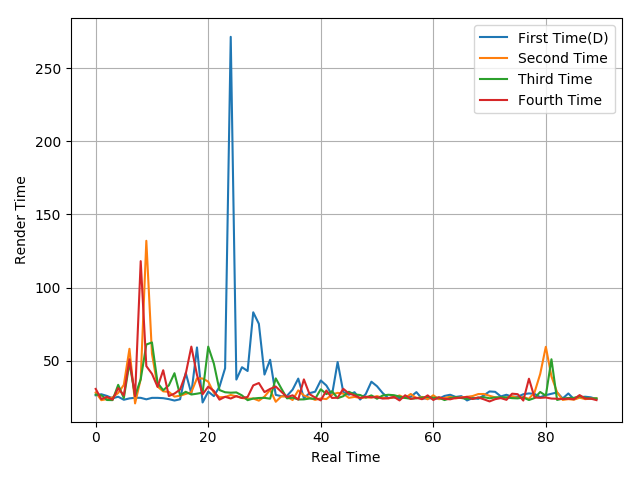 First Time(D)
Second Time
Third Time
Fourth Time
250
200
150
100
50
Render Time
0
20
40
60
80
Real Time